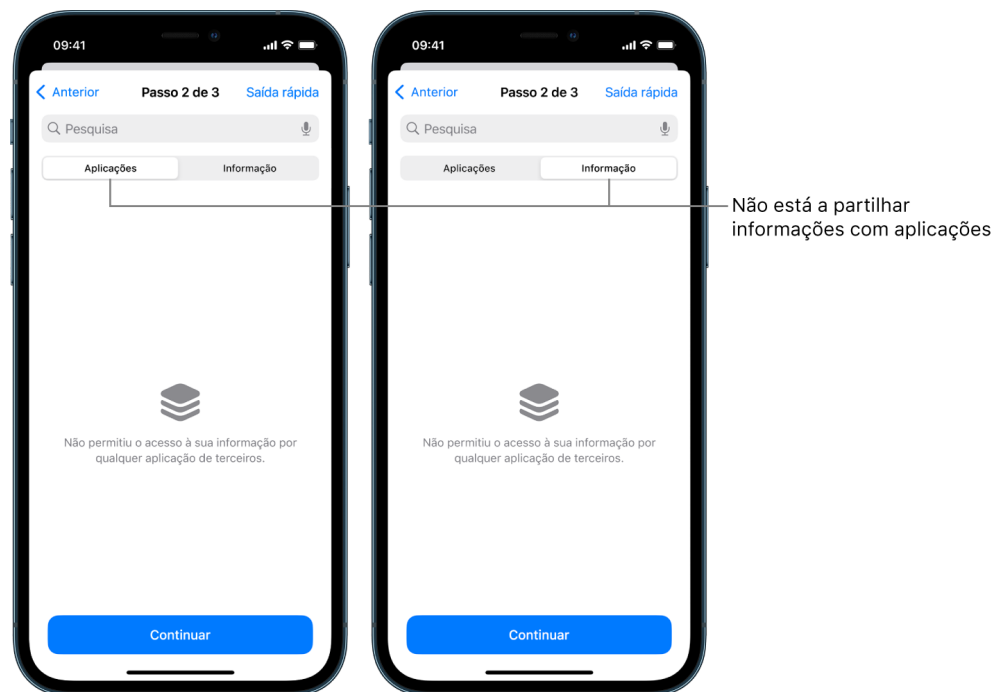 09:41
Anterior Passo 2 de 3 Saída rápida
Pesquisa
Aplicações Informação
Não permitiu o acesso à sua informação por
qualquer aplicação de terceiros.
Continuar
09:41
Anterior Passo 2 de 3 Saída rápida
Pesquisa
Aplicações Informação
Não permitiu o acesso à sua informação por
qualquer aplicação de terceiros.
Continuar
Não está a partilhar
informações com aplicações